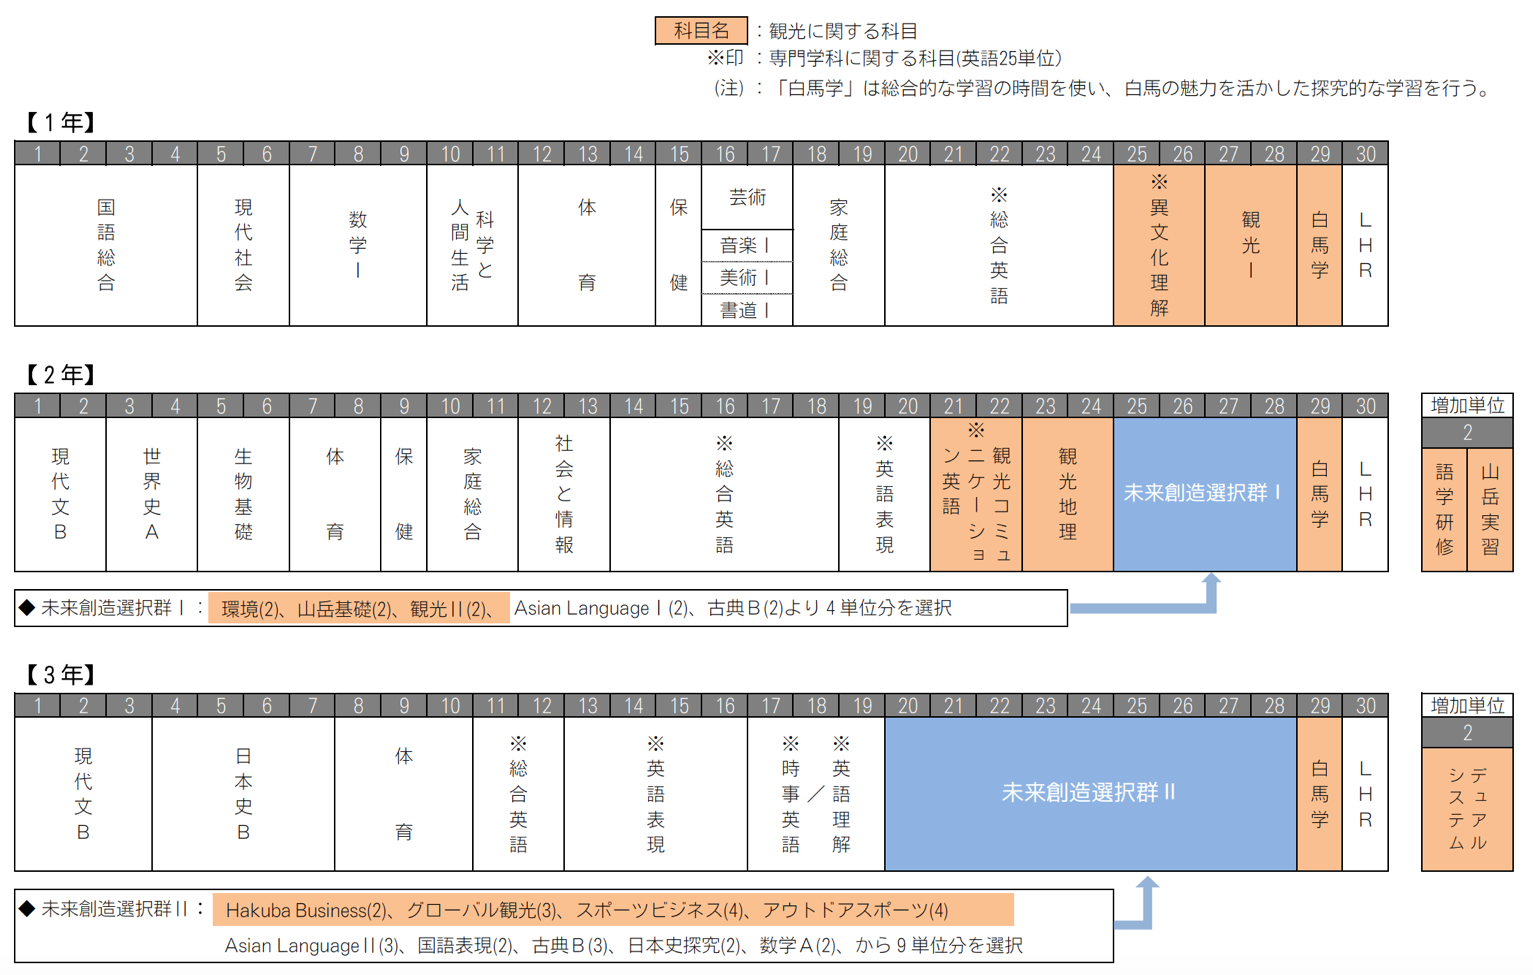 科目名 ：観光に関する科目
※印 ：専門学科に関する科目(英語25単位)
(注) ：「白馬学」は総合的な学習の時間を使い、白馬の魅力を活かした探究的な学習を行う。
【1年】
1 2 3 4 5 6 7 8 9 10 11 12 13 14 15 16 17 18 19 20 21 22 23 24 25 26 27 28 29 30
国語総合
現代社会
数学Ⅰ
科学と人間生活
体育
保健
芸術
音楽Ⅰ
美術Ⅰ
書道Ⅰ
家庭総合
※総合英語
※異文化理解
観光Ⅰ
白馬学
LHR
【2年】
1 2 3 4 5 6 7 8 9 10 11 12 13 14 15 16 17 18 19 20 21 22 23 24 25 26 27 28 29 30
現代文B
世界史A
生物基礎
体育
保健
家庭総合
社会と情報
※総合英語
※英語表現
※観光コミュニケーション英語
観光地理
未来創造選択群Ⅰ
白馬学
LHR
増加単位
2
語学研修
山岳実習
◆ 未来創造選択群Ⅰ：環境(2)、山岳基礎(2)、観光Ⅱ(2)、Asian LanguageⅠ(2)、古典B(2)より4単位分を選択
【3年】
1 2 3 4 5 6 7 8 9 10 11 12 13 14 15 16 17 18 19 20 21 22 23 24 25 26 27 28 29 30
現代文B
日本史B
体育
※総合英語
※英語表現
※英語理解／※時事英語
未来創造選択群Ⅱ
白馬学
LHR
増加単位
2
デュアルシステム
◆ 未来創造選択群Ⅱ：Hakuba Business(2)、グローバル観光(3)、スポーツビジネス(4)、アウトドアスポーツ(4)
Asian LanguageⅡ(3)、国語表現(2)、古典B(3)、日本史探究(2)、数学A(2)、から9単位分を選択